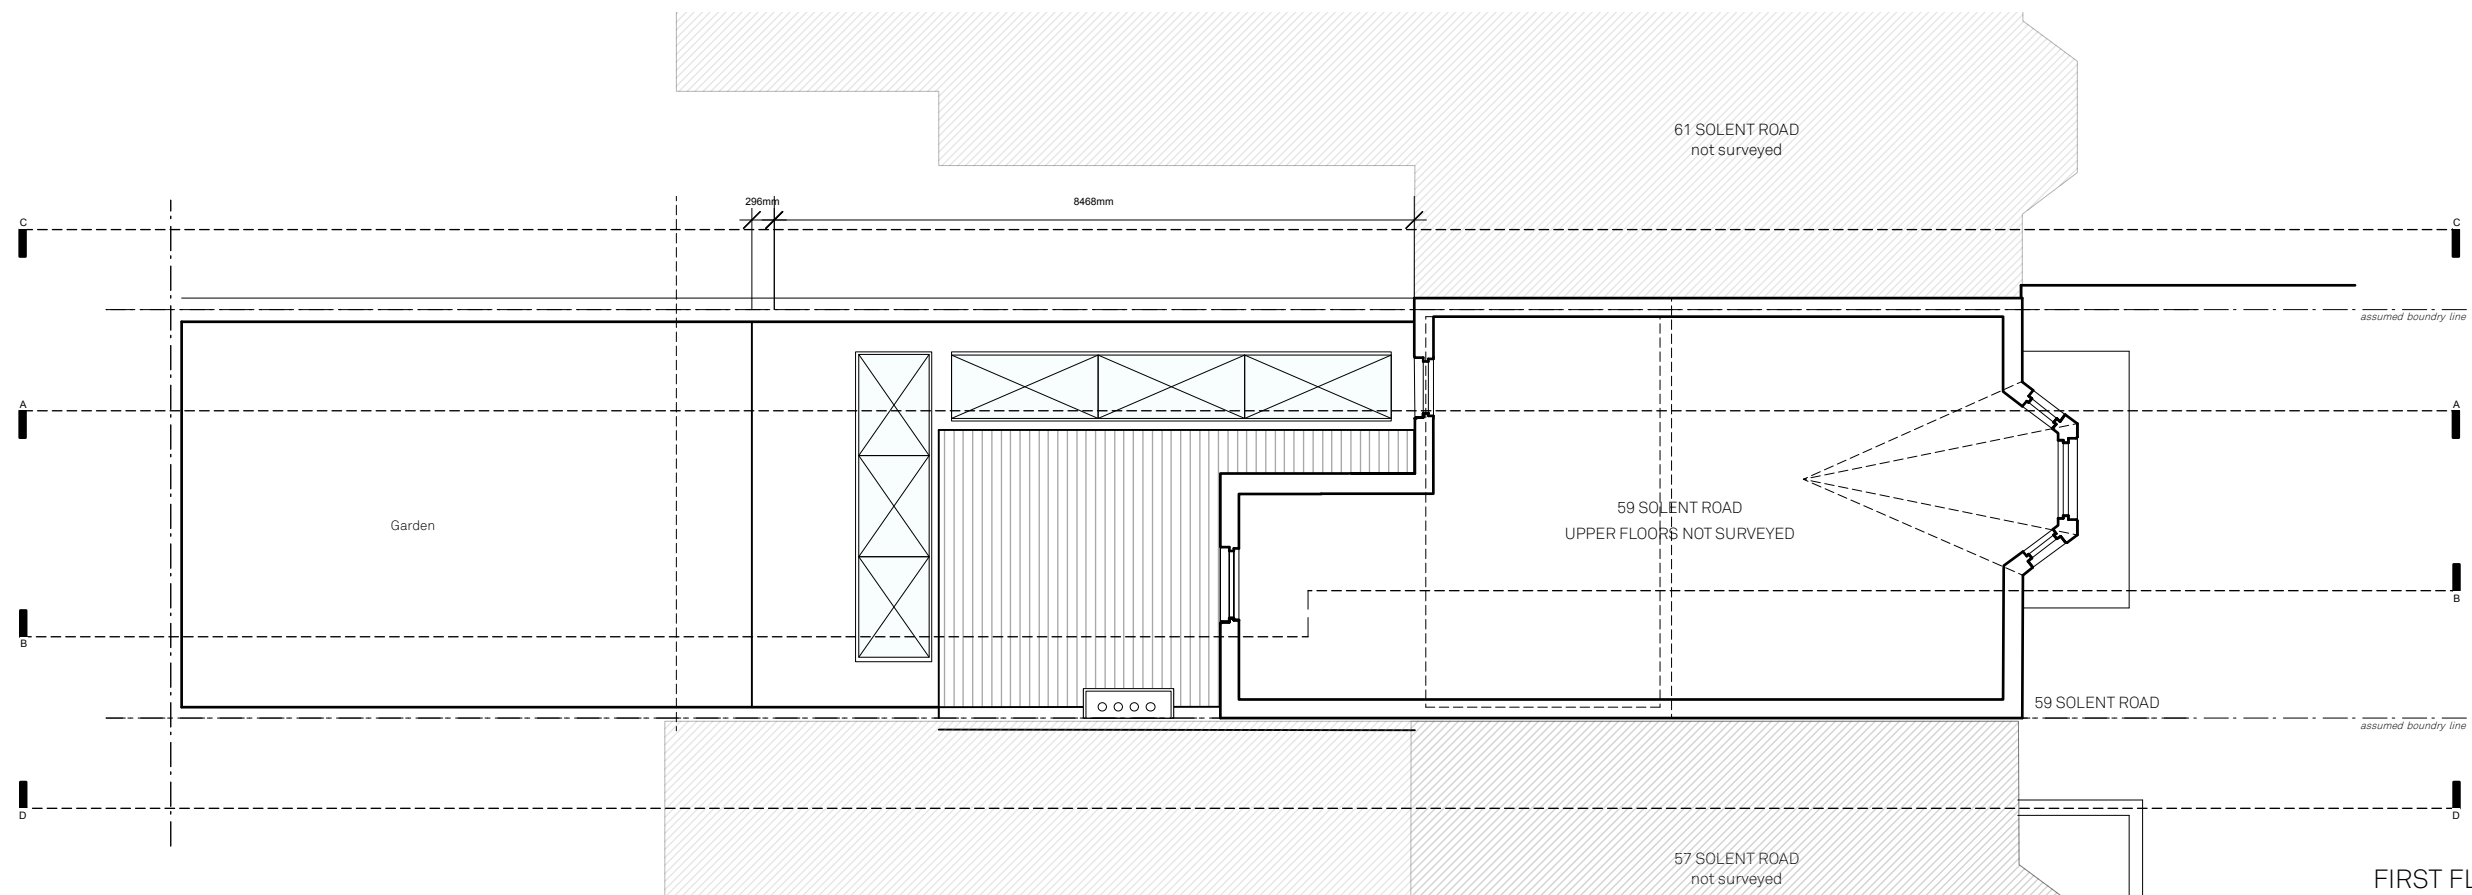 61 SOLENT ROAD
not surveyed
296mm
8468mm
C
C
assumed boundry line
A
A
Garden
59 SOLENT ROAD
UPPER FLOORS NOT SURVEYED
B
B
59 SOLENT ROAD
assumed boundry line
D
D
57 SOLENT ROAD
not surveyed
FIRST FL